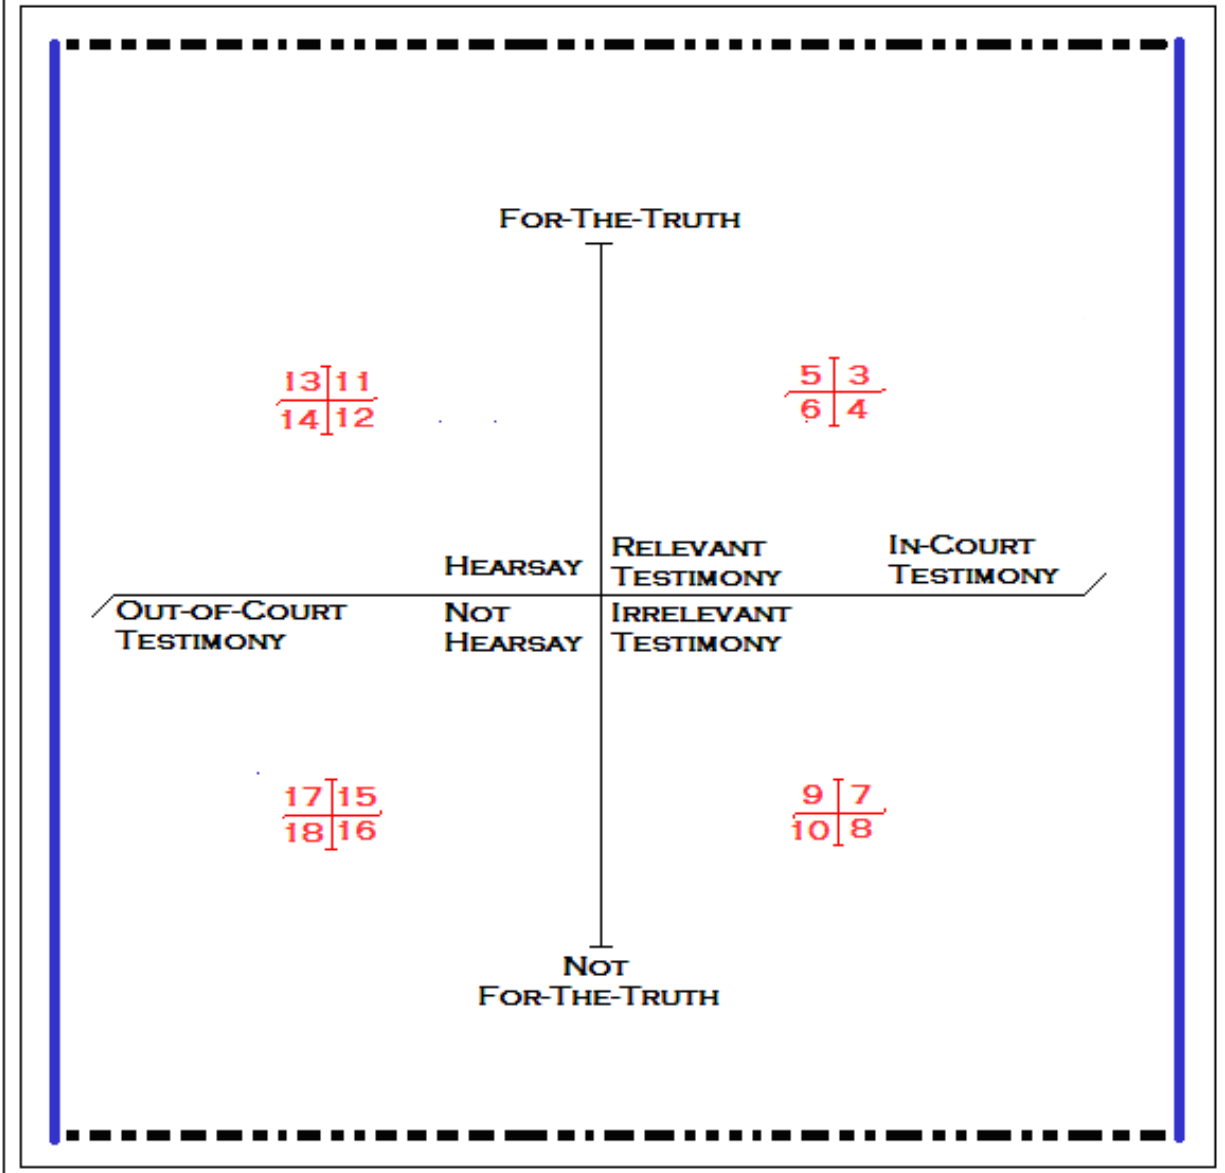 FOR-THE-TRUTH
13 11
14 12
5 3
6 4
HEARSAY
RELEVANT
TESTIMONY
IN-COURT
TESTIMONY
OUT-OF-COURT
TESTIMONY
NOT
HEARSAY
IRRELEVANT
TESTIMONY
17 15
18 16
9 7
10 8
NOT
FOR-THE-TRUTH